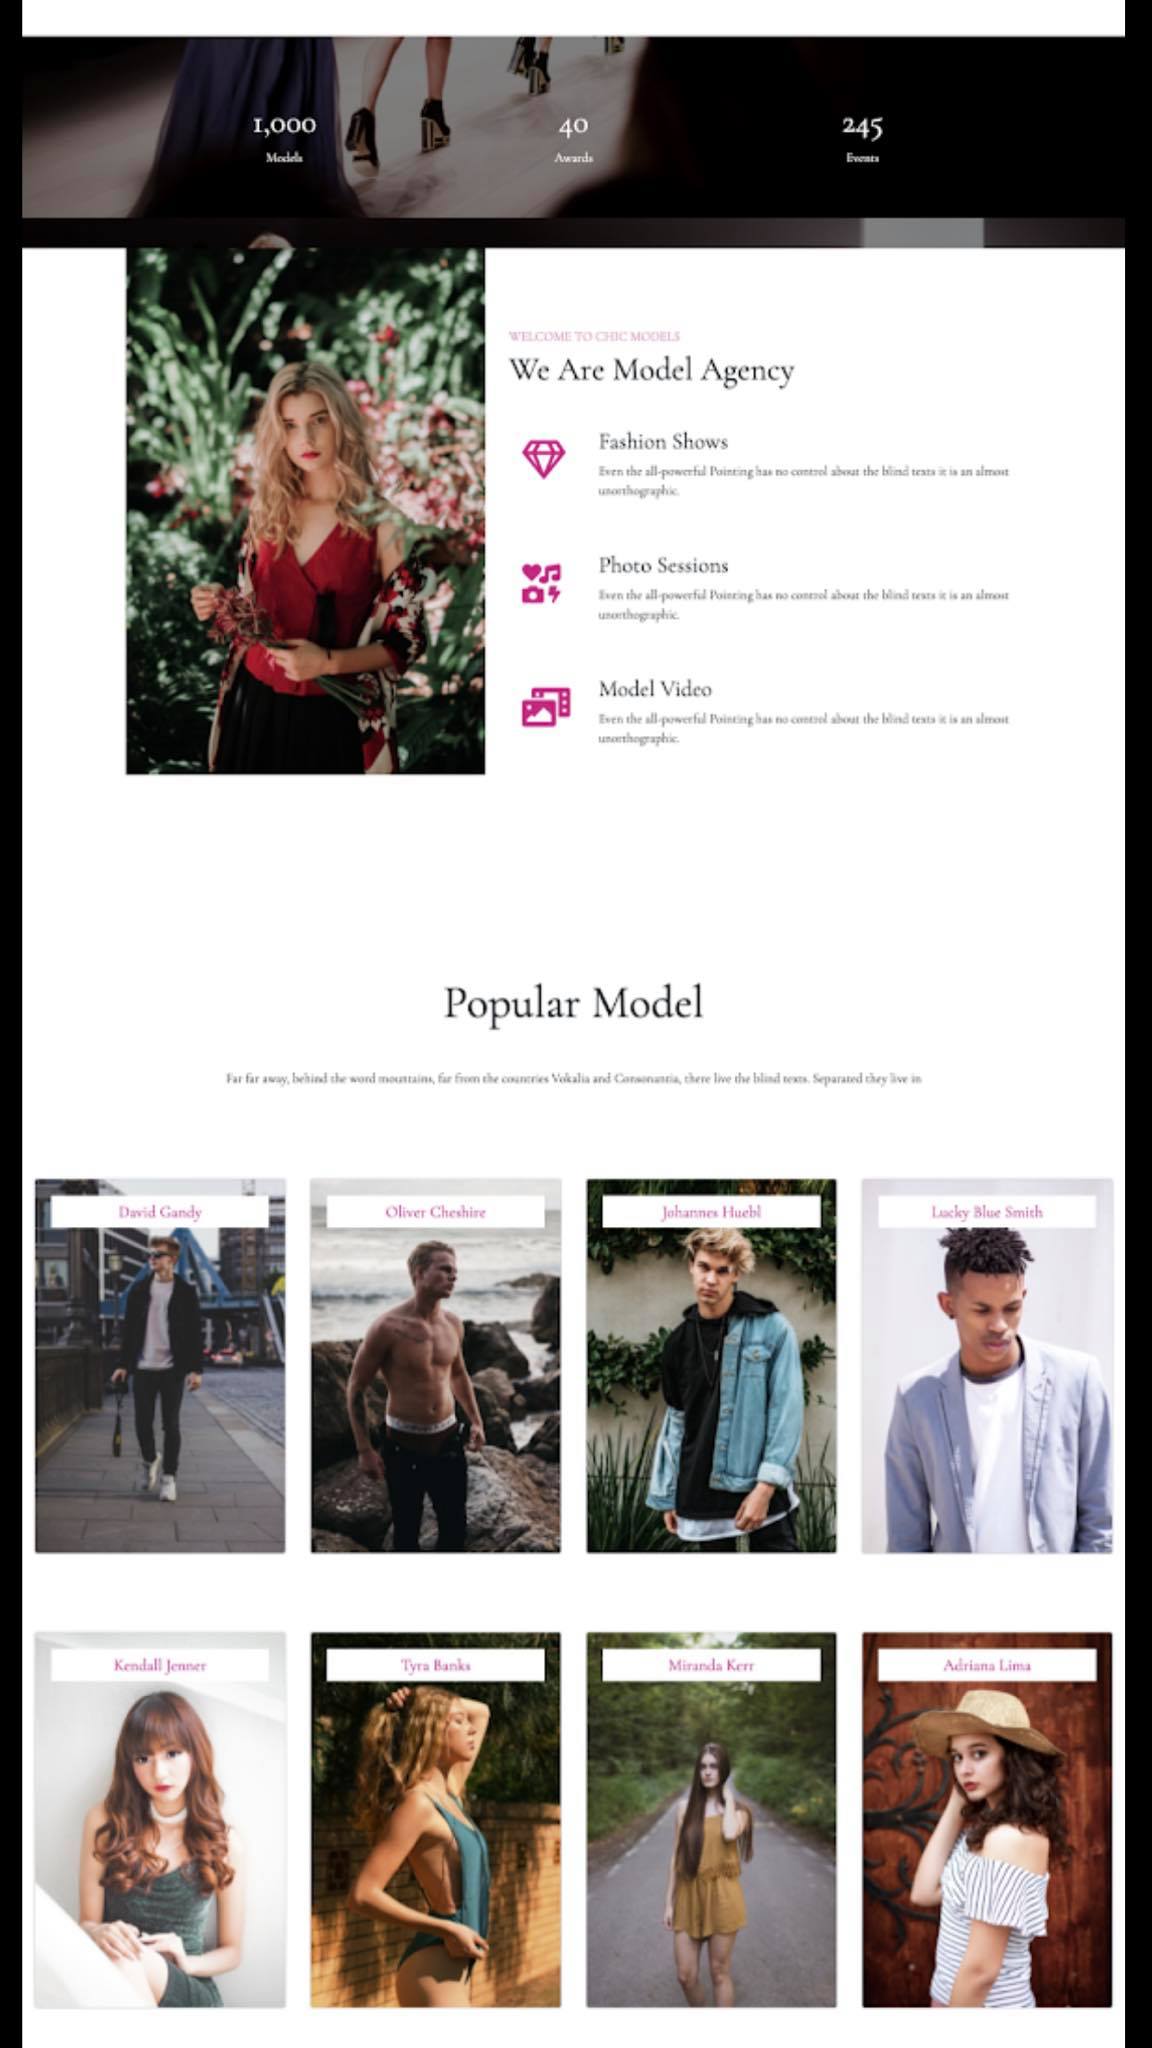 1,000
Models
40
Awards
245
Events
WELCOME TO CHIC MODELS
We Are Model Agency
Fashion Shows
Even the all-powerful Pointing has no control about the blind texts it is an almost
unorthographic.
Photo Sessions
Even the all-powerful Pointing has no control about the blind texts it is an almost
unorthographic.
Model Video
Even the all-powerful Pointing has no control about the blind texts it is an almost
unorthographic.
Popular Model
Far far away, behind the word mountains, far from the countries Vokalia and Consonantia, there live the blind texts. Separated they live in
David Gandy
Oliver Cheshire
Johannes Huebl
Lucky Blue Smith
Kendall Jenner
Tyra Banks
Miranda Kerr
Adriana Lima